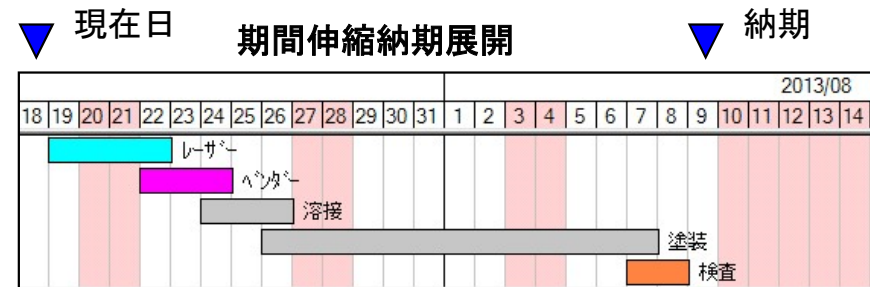 現在日
期間伸縮納期展開
納期
2013/08
18 19 20 21 22 23 24 25 26 27 28 29 30 31 1 2 3 4 5 6 7 8 9 10 11 12 13 14
ﾚｰｻﾞｰ
ﾍﾞﾝﾀﾞｰ
溶接
塗装
検査